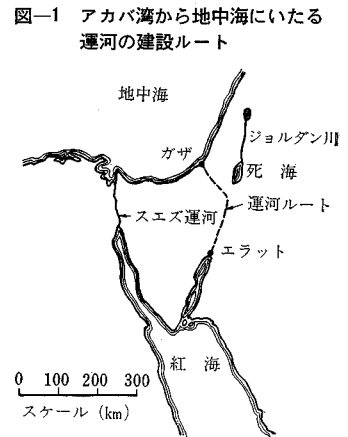 図―1 アカバ湾から地中海にいたる
運河の建設ルート
地中海
ジョルダン川
ガザ
死海
運河ルート
スエズ運河
エラット
紅海
0 100 200 300
スケール (km)